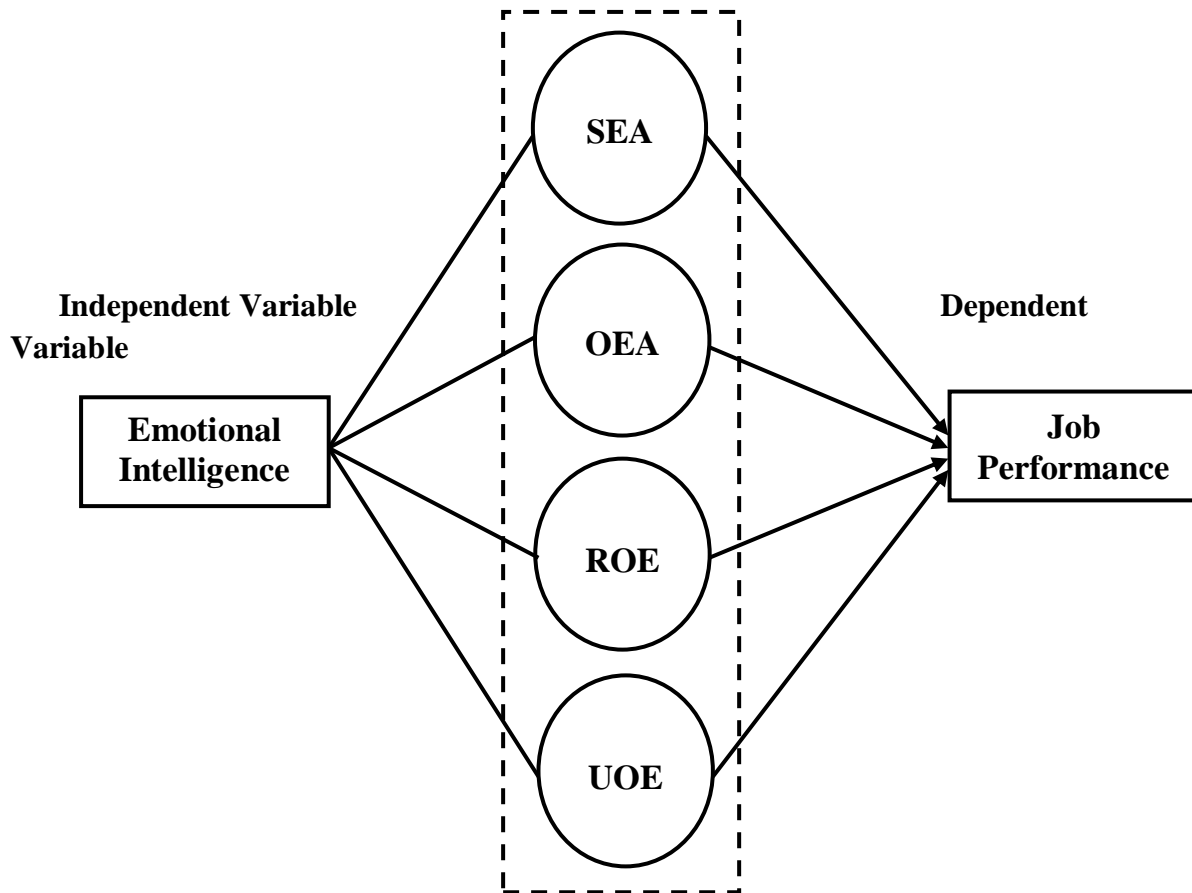 SEA
Independent Variable Dependent
Variable
OEA
Emotional
Intelligence
Job
Performance
ROE
UOE